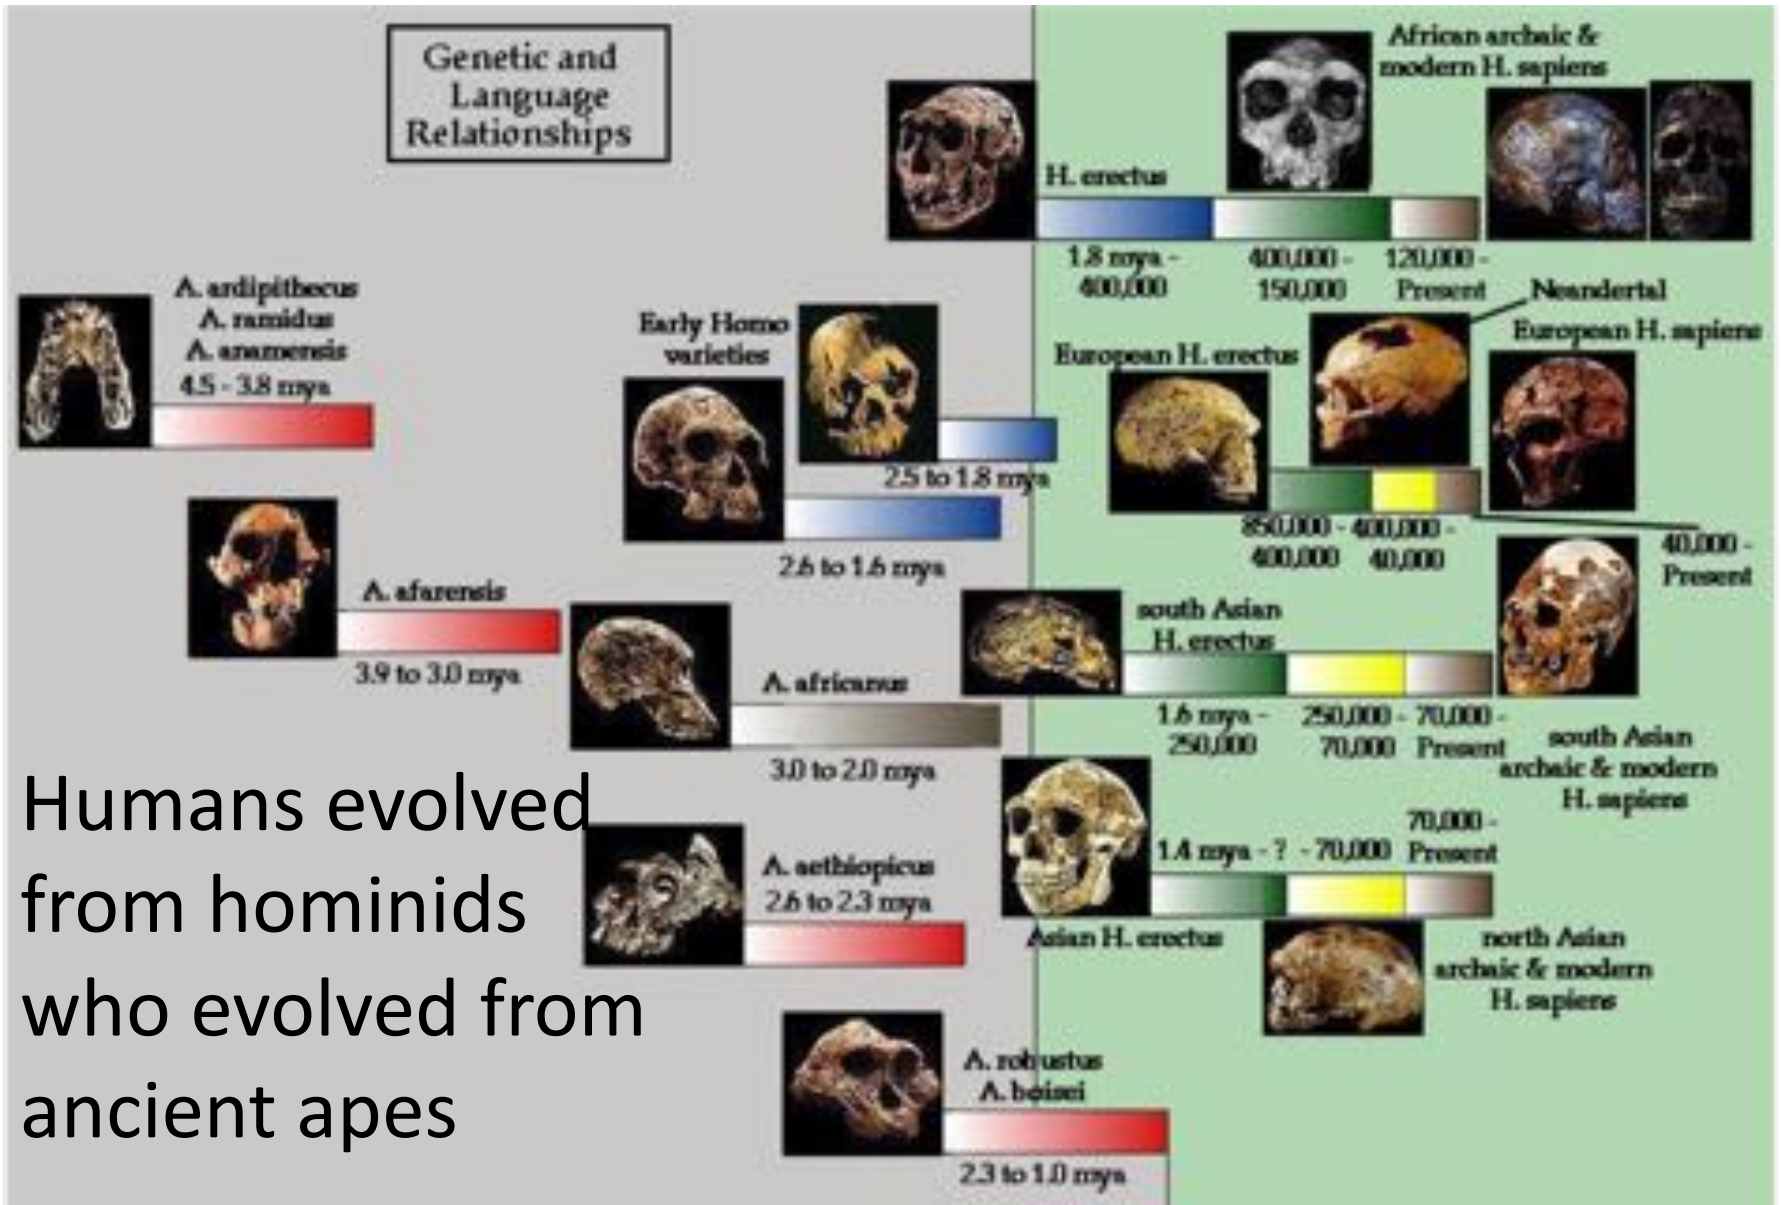 Genetic and
Language
Relationships
African archaic &
modern H. sapiens
H. erectus
1.8 mya -
400,000
400,000 -
150,000
120,000 -
Present
A. ardipithecus
A. ramidus
A. anamensis
4.5 - 3.8 mya
Early Homo
varieties
2.5 to 1.8 mya
2.6 to 1.6 mya
Neandertal
European H. sapiens
European H. erectus
850,000 -
400,000
400,000 -
40,000
40,000 -
Present
A. afarensis
3.9 to 3.0 mya
A. africanus
3.0 to 2.0 mya
south Asian
H. erectus
1.6 mya -
250,000
250,000 -
70,000
70,000 -
Present
south Asian
archaic & modern
H. sapiens
Humans evolved
from hominids
who evolved from
ancient apes
A. aethiopicus
2.6 to 2.3 mya
70,000 -
Present
1.4 mya - ? - 70,000
Asian H. erectus
north Asian
archaic & modern
H. sapiens
A. robustus
A. boisei
2.3 to 1.0 mya